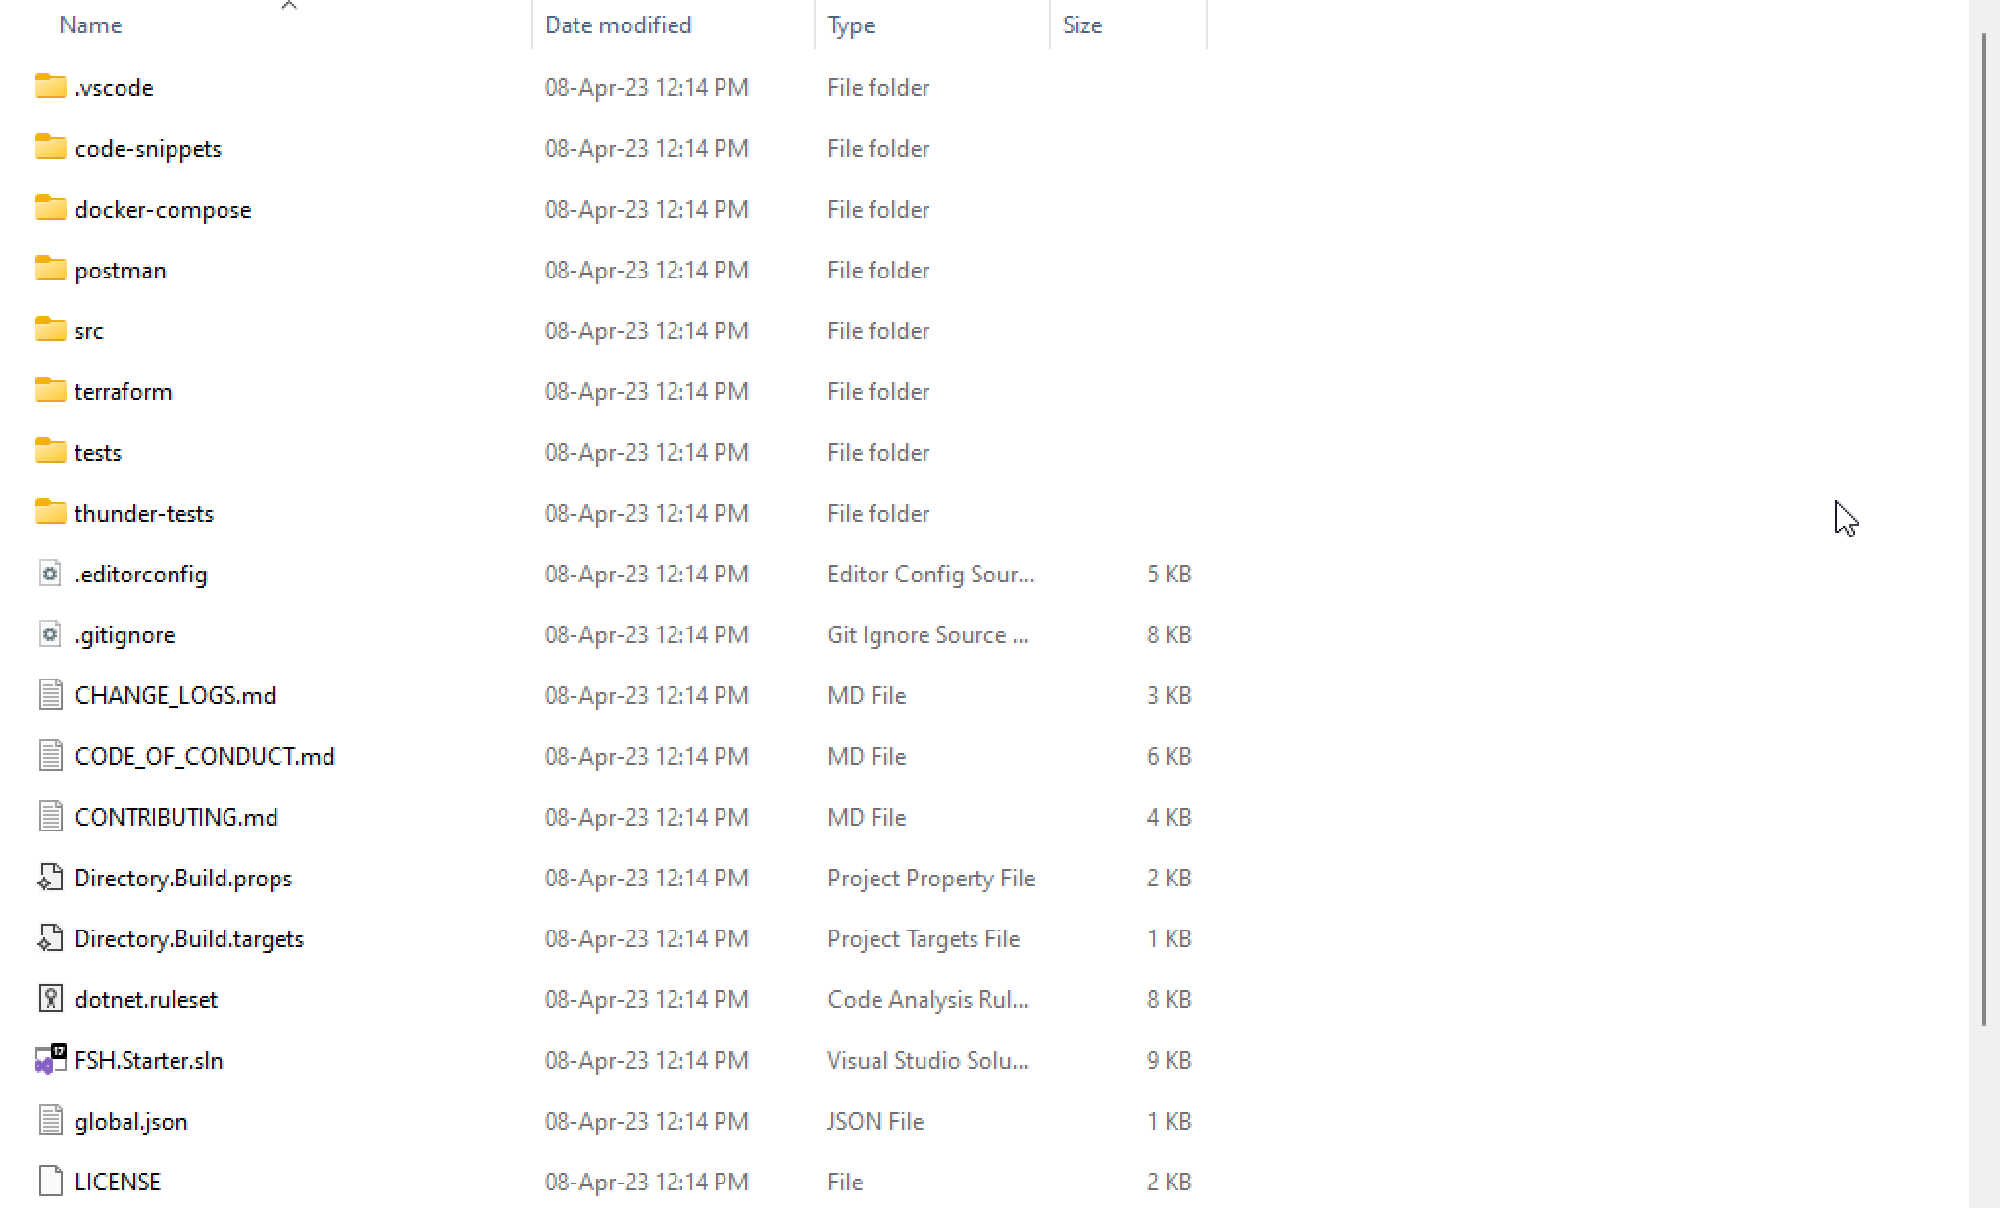 Name Date modified Type Size
.vscode 08-Apr-23 12:14 PM File folder
code-snippets 08-Apr-23 12:14 PM File folder
docker-compose 08-Apr-23 12:14 PM File folder
postman 08-Apr-23 12:14 PM File folder
src 08-Apr-23 12:14 PM File folder
terraform 08-Apr-23 12:14 PM File folder
tests 08-Apr-23 12:14 PM File folder
thunder-tests 08-Apr-23 12:14 PM File folder
.editorconfig 08-Apr-23 12:14 PM Editor Config Sour... 5 KB
.gitignore 08-Apr-23 12:14 PM Git Ignore Source ... 8 KB
CHANGE_LOGS.md 08-Apr-23 12:14 PM MD File 3 KB
CODE_OF_CONDUCT.md 08-Apr-23 12:14 PM MD File 6 KB
CONTRIBUTING.md 08-Apr-23 12:14 PM MD File 4 KB
Directory.Build.props 08-Apr-23 12:14 PM Project Property File 2 KB
Directory.Build.targets 08-Apr-23 12:14 PM Project Targets File 1 KB
dotnet.ruleset 08-Apr-23 12:14 PM Code Analysis Rul... 8 KB
FSH.Starter.sln 08-Apr-23 12:14 PM Visual Studio Solu... 9 KB
global.json 08-Apr-23 12:14 PM JSON File 1 KB
LICENSE 08-Apr-23 12:14 PM File 2 KB